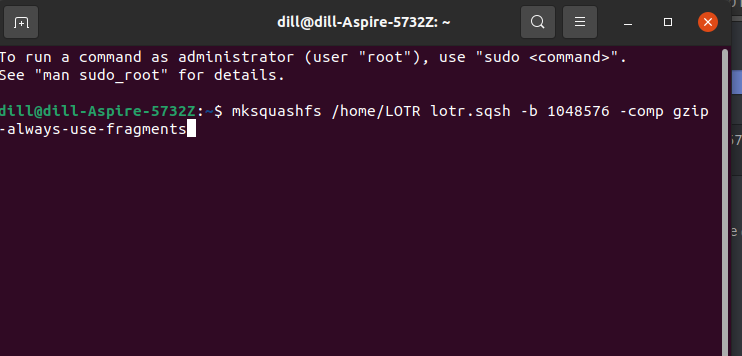 dill@dill-Aspire-5732Z: ~
To run a command as administrator (user "root"), use "sudo <command>".
See "man sudo_root" for details.
dill@dill-Aspire-5732Z:~$ mksquashfs /home/LOTR lotr.sqsh -b 1048576 -comp gzip
-always-use-fragments
57
e